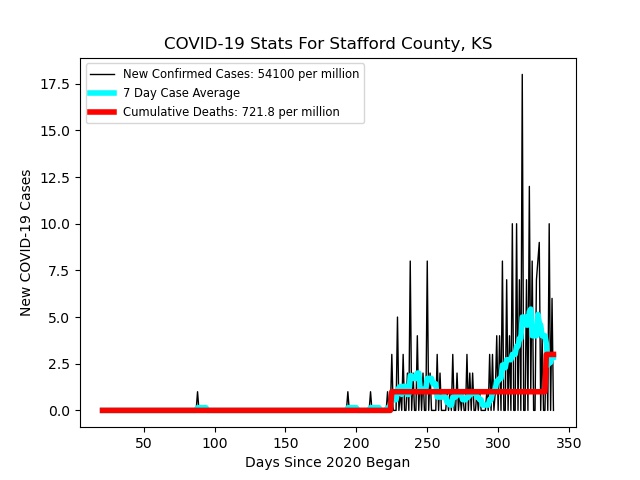 COVID-19 Stats For Stafford County, KS
New Confirmed Cases: 54100 per million
7 Day Case Average
Cumulative Deaths: 721.8 per million
17.5
15.0
12.5
10.0
7.5
5.0
2.5
0.0
New COVID-19 Cases
50 100 150 200 250 300 350
Days Since 2020 Began